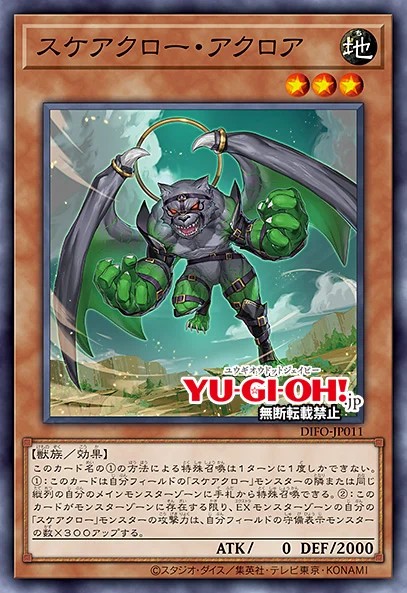 スケアクロー・アクロア
地
ユウギオウドットジェイピー
YU-GI-OH!.jp
無断転載禁止
DIFO-JP011
【獣族/効果】
このカード名の①の方法による特殊召喚は1ターンに1度しかできない。
①:このカードは自分フィールドの「スケアクロー」モンスターの隣または同じ
縦列の自分のメインモンスターゾーンに手札から特殊召喚できる。②:こ
のカードがモンスターゾーンに存在する限り、EXモンスターゾーンの自分の
「スケアクロー」モンスターの攻撃力は、自分フィールドの守備表示モンスター
の数×300アップする。
ATK/ 0 DEF/2000
©スタジオ・ダイス/集英社・テレビ東京・KONAMI